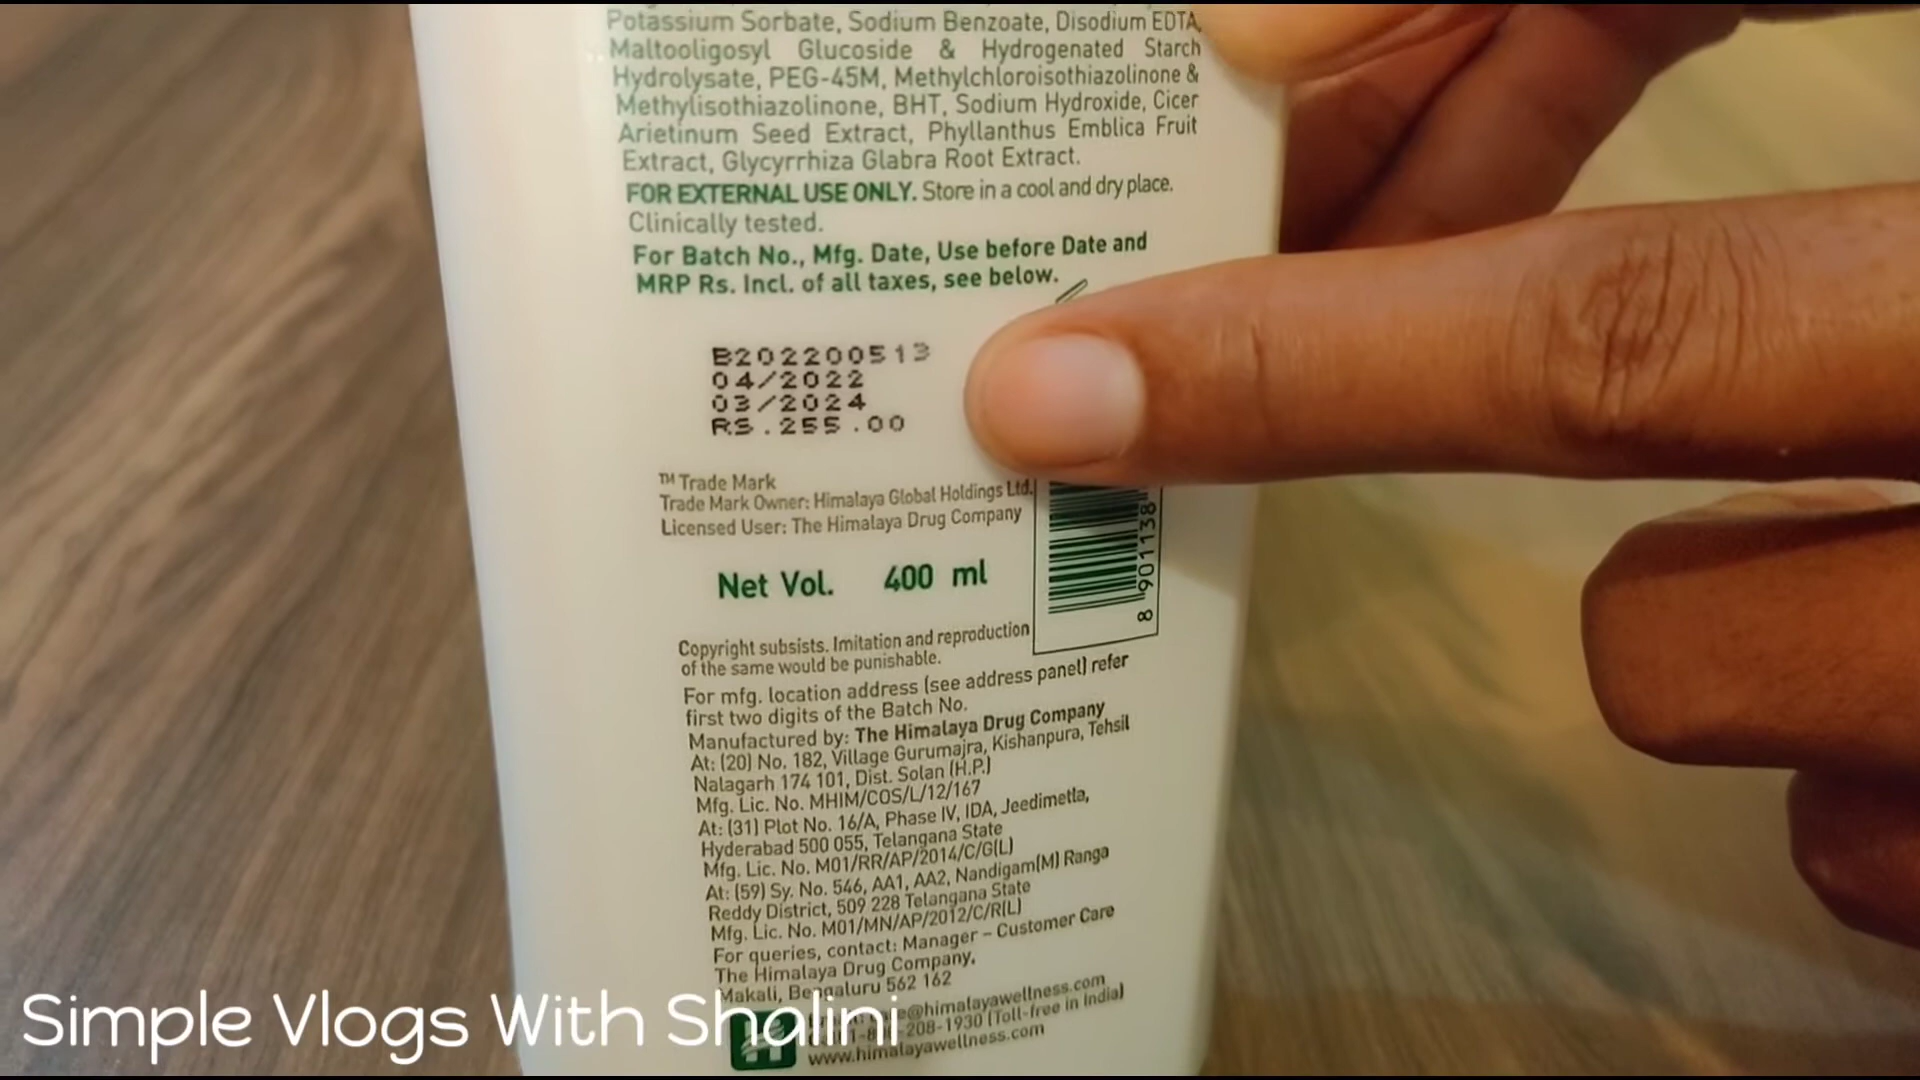 Potassium Sorbate, Sodium Benzoate, Disodium EDTA,
Maltooligosyl Glucoside & Hydrogenated Starch
Hydrolysate, PEG-45M, Methylchloroisothiazolinone &
Methylisothiazolinone, BHT, Sodium Hydroxide, Cicer
Arietinum Seed Extract, Phyllanthus Emblica Fruit
Extract, Glycyrrhiza Glabra Root Extract.
FOR EXTERNAL USE ONLY. Store in a cool and dry place.
Clinically tested.
For Batch No., Mfg. Date, Use before Date and
MRP Rs. Incl. of all taxes, see below.
B202200513
04/2022
03/2024
RS.255.00
TM Trade Mark
Trade Mark Owner: Himalaya Global Holdings Ltd.
Licensed User: The Himalaya Drug Company
Net Vol. 400 ml
8 901138
Copyright subsists. Imitation and reproduction
of the same would be punishable.
For mfg. location address (see address panel) refer
first two digits of the Batch No.
Manufactured by: The Himalaya Drug Company
At: (20) No. 182, Village Gurumajra, Kishanpura, Tehsil
Nalagarh 174 101, Dist. Solan (H.P.)
Mfg. Lic. No. MHIM/COS/L/12/167
At: (31) Plot No. 16/A, Phase IV, IDA, Jeedimetla,
Hyderabad 500 055, Telangana State
Mfg. Lic. No. M01/RR/AP/2014/C/G(L)
At: (59) Sy. No. 546, AA1, AA2, Nandigam(M) Ranga
Reddy District, 509 228 Telangana State
Mfg. Lic. No. M01/MN/AP/2012/C/R(L)
For queries, contact: Manager – Customer Care
The Himalaya Drug Company,
Makali, Bengaluru 562 162
@himalayawellness.com
208-1930 (Toll-free in India)
www.himalayawellness.com
Simple Vlogs With Shalini